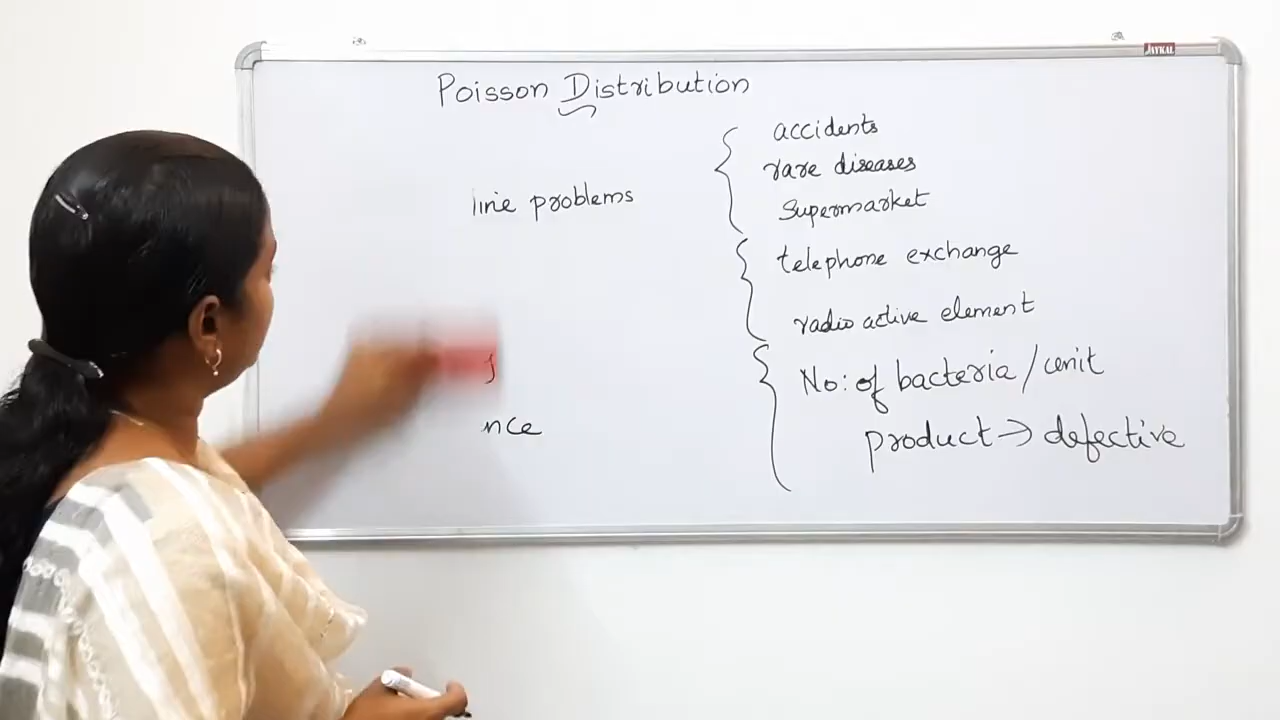 JAYKAL
Poisson Distribution
problems
nce
accidents
rare diseases
Supermarket
telephone exchange
radio active element
No: of bacteria / unit
product → defective